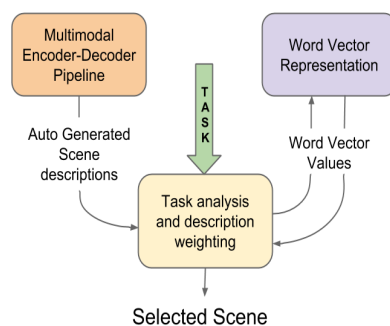 Multimodal
Encoder-Decoder
Pipeline
Word Vector
Representation
TASK
Auto Generated
Scene
descriptions
Word Vector
Values
Task analysis
and description
weighting
Selected Scene